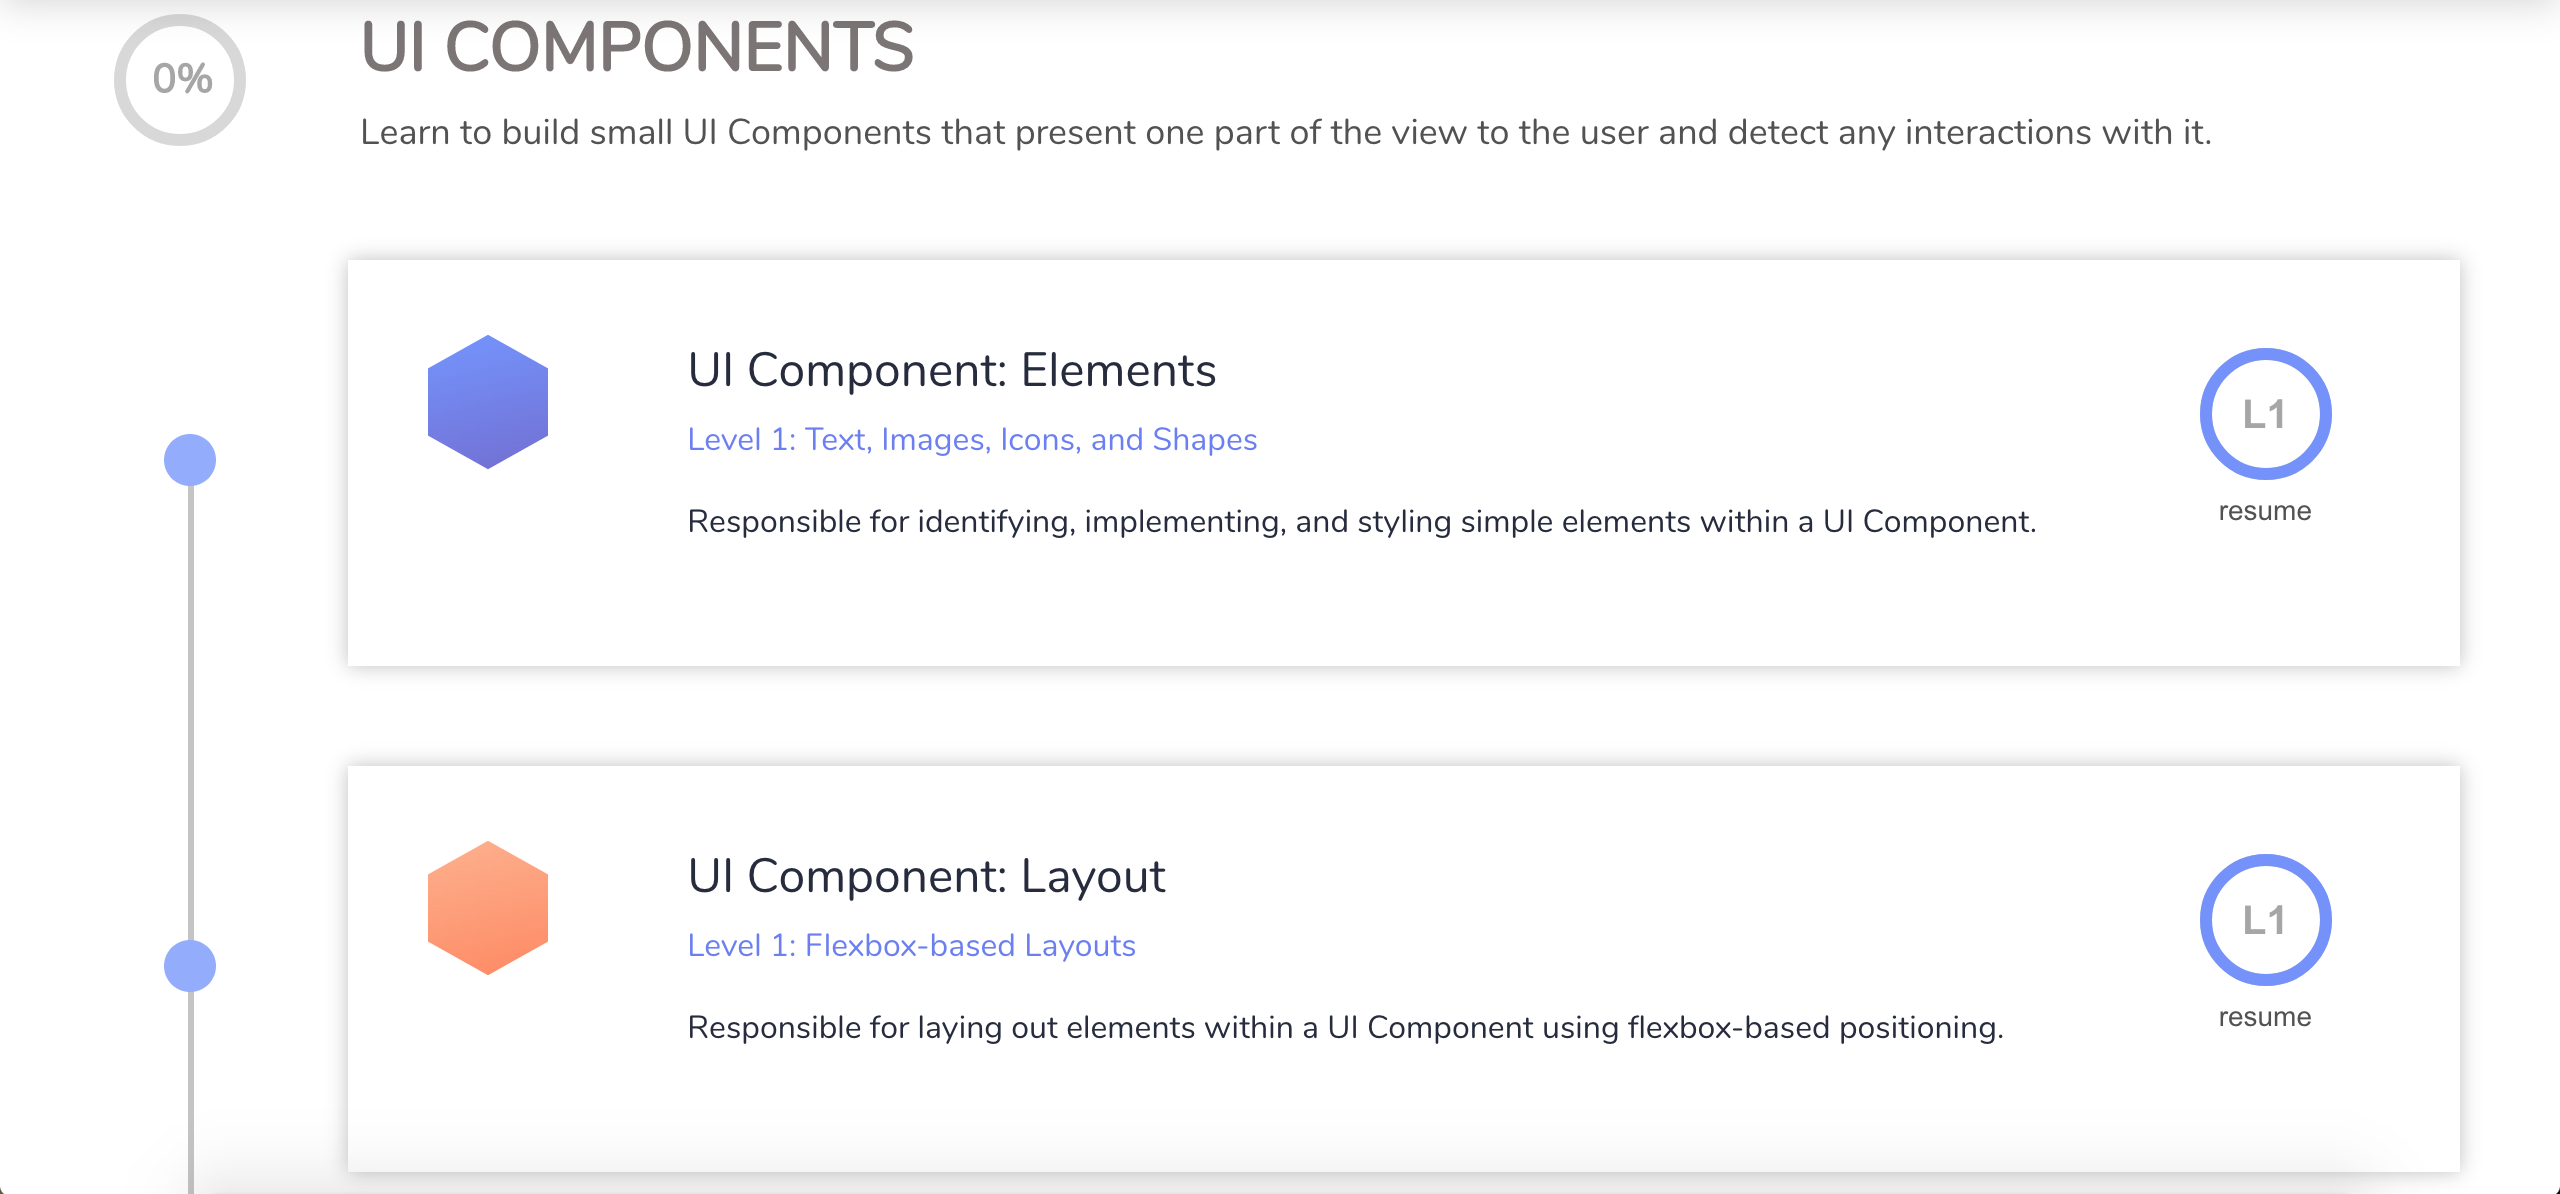 0%
UI COMPONENTS
Learn to build small UI Components that present one part of the view to the user and detect any interactions with it.
UI Component: Elements
Level 1: Text, Images, Icons, and Shapes
Responsible for identifying, implementing, and styling simple elements within a UI Component.
L1
resume
UI Component: Layout
Level 1: Flexbox-based Layouts
Responsible for laying out elements within a UI Component using flexbox-based positioning.
L1
resume